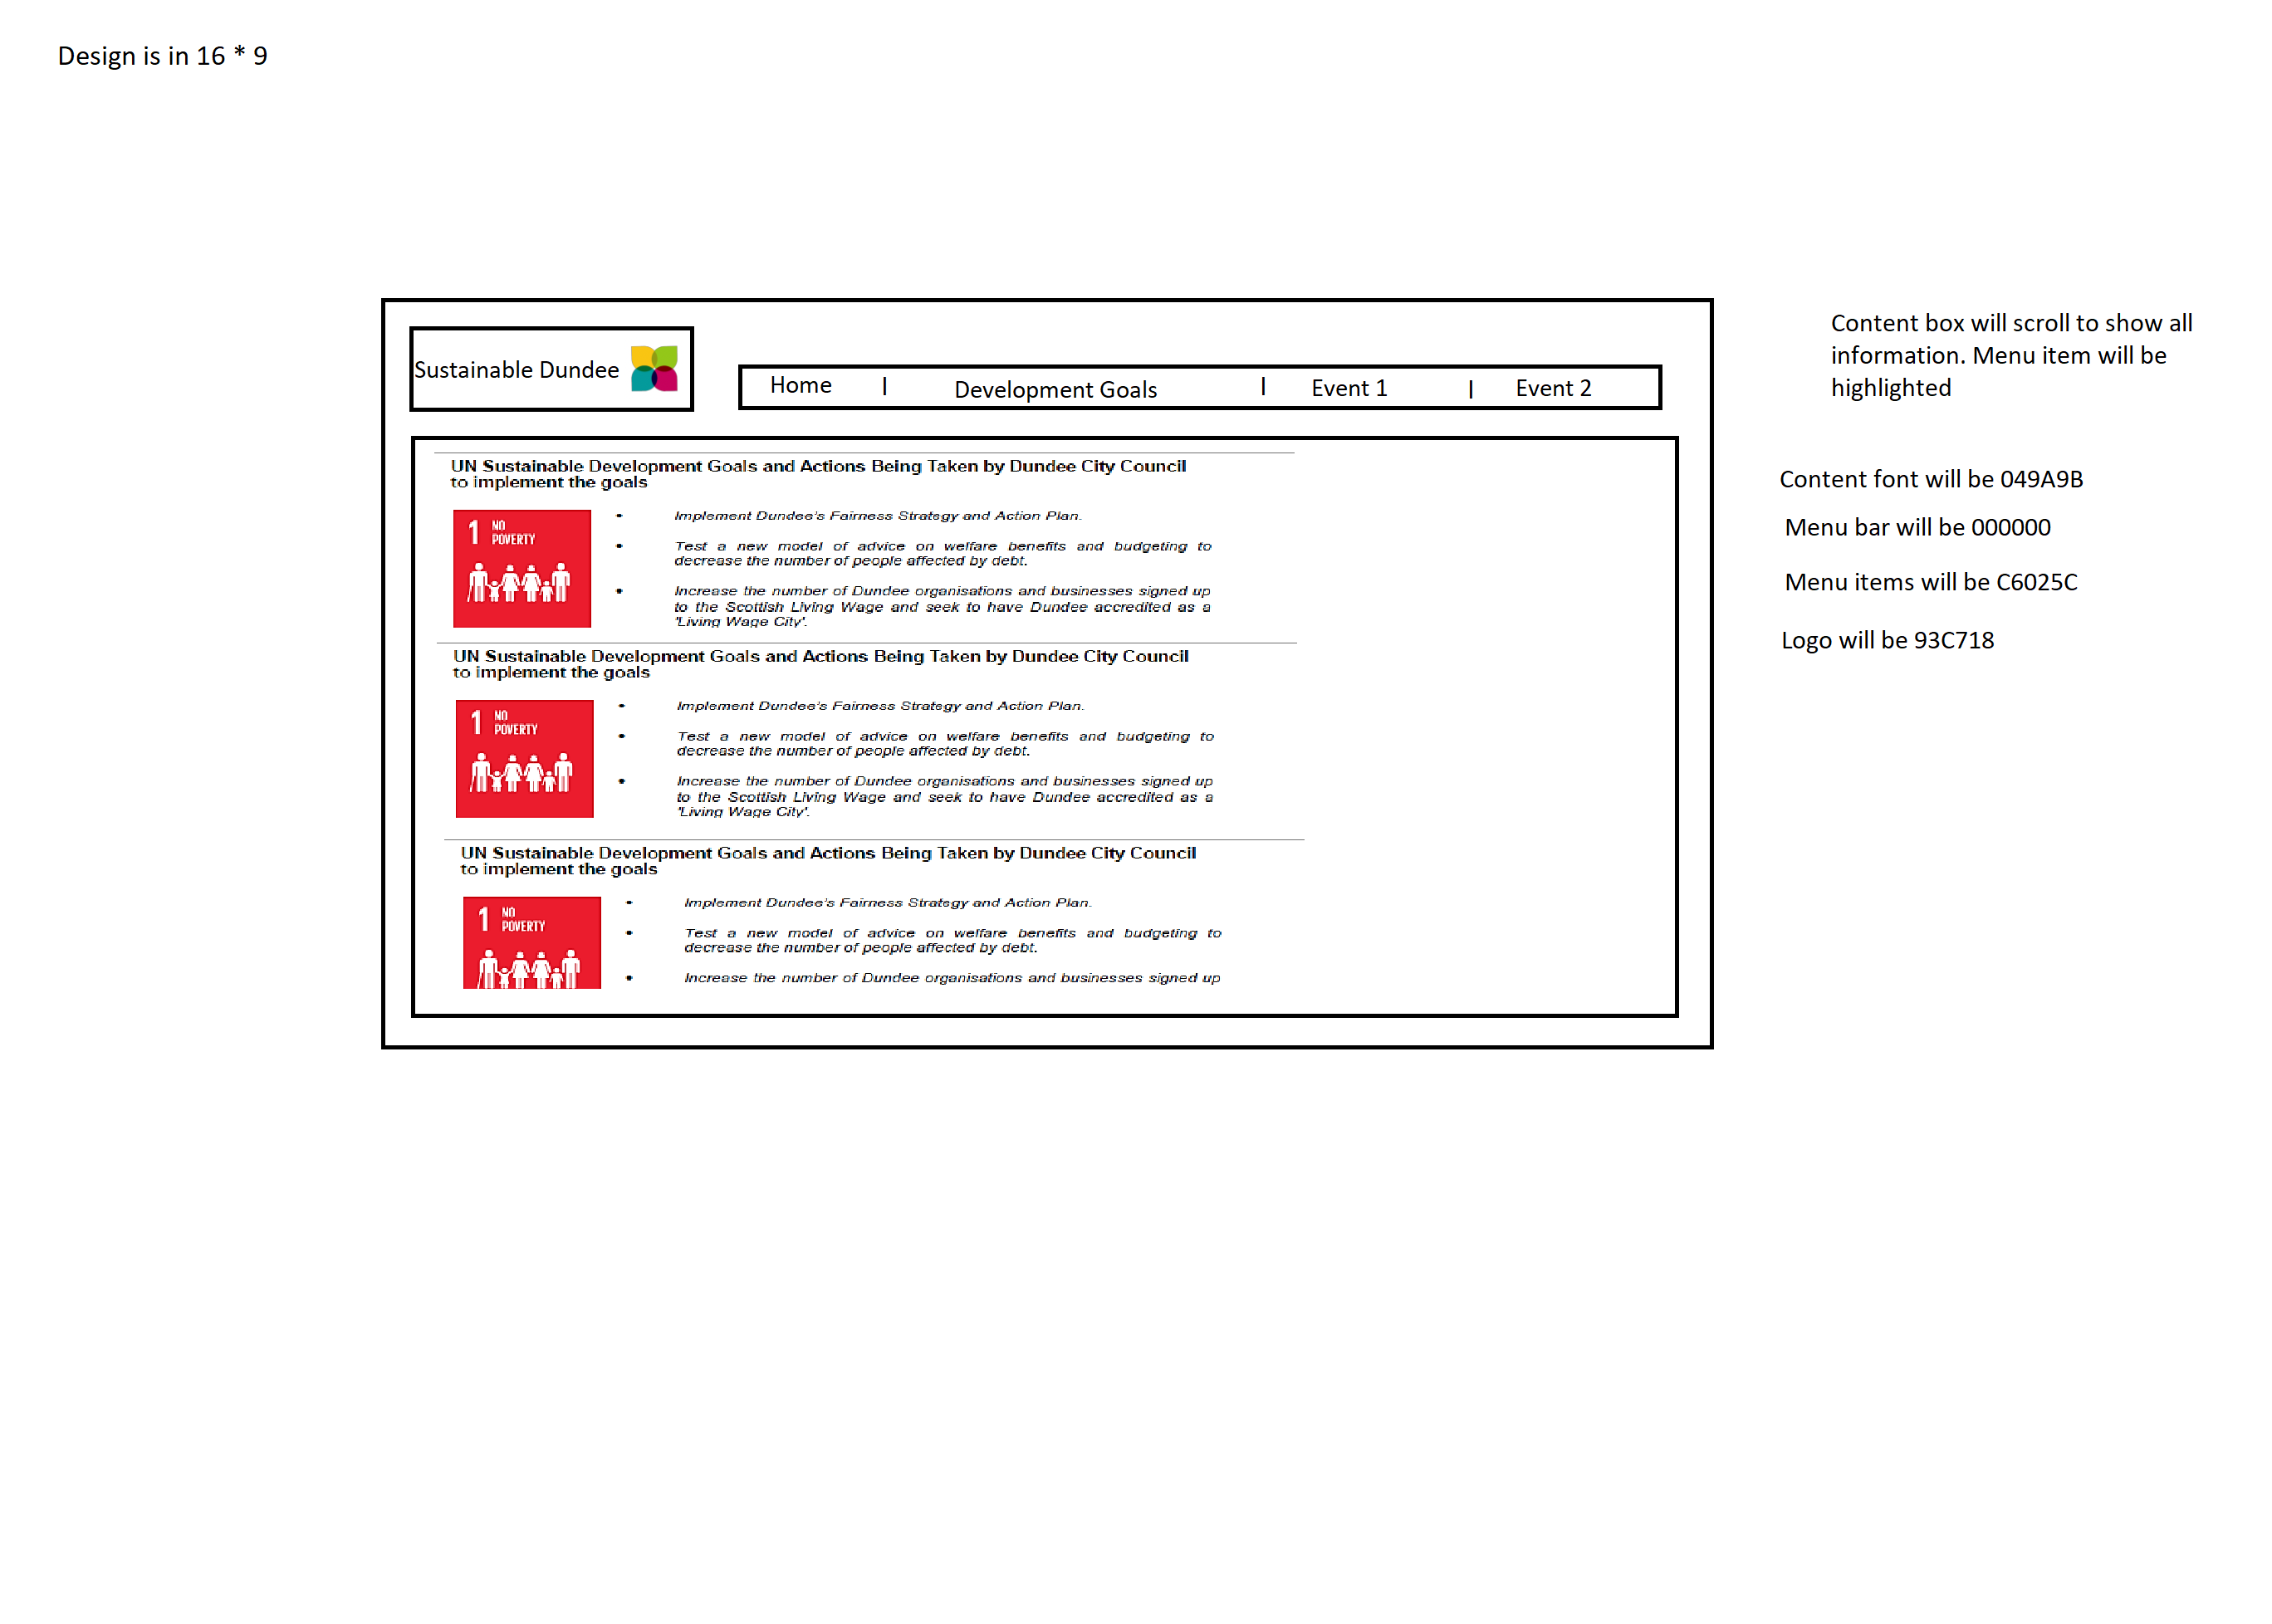 Design is in 16 * 9
Sustainable Dundee
Home | Development Goals | Event 1 | Event 2
UN Sustainable Development Goals and Actions Being Taken by Dundee City Council
to implement the goals
1 NO
POVERTY
• Implement Dundee's Fairness Strategy and Action Plan.
• Test a new model of advice on welfare benefits and budgeting to
decrease the number of people affected by debt.
• Increase the number of Dundee organisations and businesses signed up
to the Scottish Living Wage and seek to have Dundee accredited as a
'Living Wage City'.
UN Sustainable Development Goals and Actions Being Taken by Dundee City Council
to implement the goals
1 NO
POVERTY
• Implement Dundee's Fairness Strategy and Action Plan.
• Test a new model of advice on welfare benefits and budgeting to
decrease the number of people affected by debt.
• Increase the number of Dundee organisations and businesses signed up
to the Scottish Living Wage and seek to have Dundee accredited as a
'Living Wage City'.
UN Sustainable Development Goals and Actions Being Taken by Dundee City Council
to implement the goals
1 NO
POVERTY
• Implement Dundee's Fairness Strategy and Action Plan.
• Test a new model of advice on welfare benefits and budgeting to
decrease the number of people affected by debt.
• Increase the number of Dundee organisations and businesses signed up
Content box will scroll to show all
information. Menu item will be
highlighted
Content font will be 049A9B
Menu bar will be 000000
Menu items will be C6025C
Logo will be 93C718